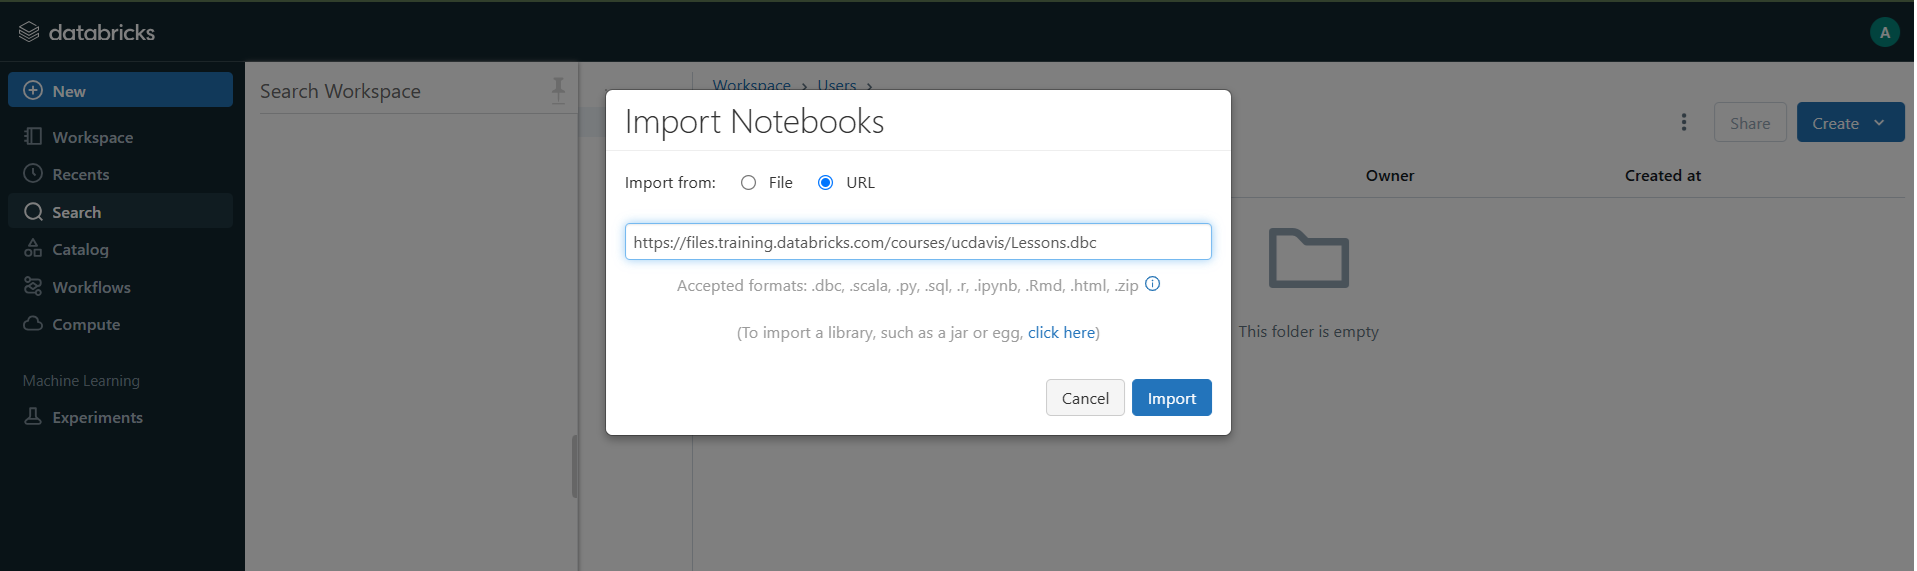 databricks
A
New
Workspace
Recents
Search
Catalog
Workflows
Compute
Machine Learning
Experiments
Search Workspace
Workspace > Users >
Share
Create
Owner
Created at
This folder is empty
Import Notebooks
Import from: File URL
https://files.training.databricks.com/courses/ucdavis/Lessons.dbc
Accepted formats: .dbc, .scala, .py, .sql, .r, .ipynb, .Rmd, .html, .zip
(To import a library, such as a jar or egg, click here)
Cancel
Import